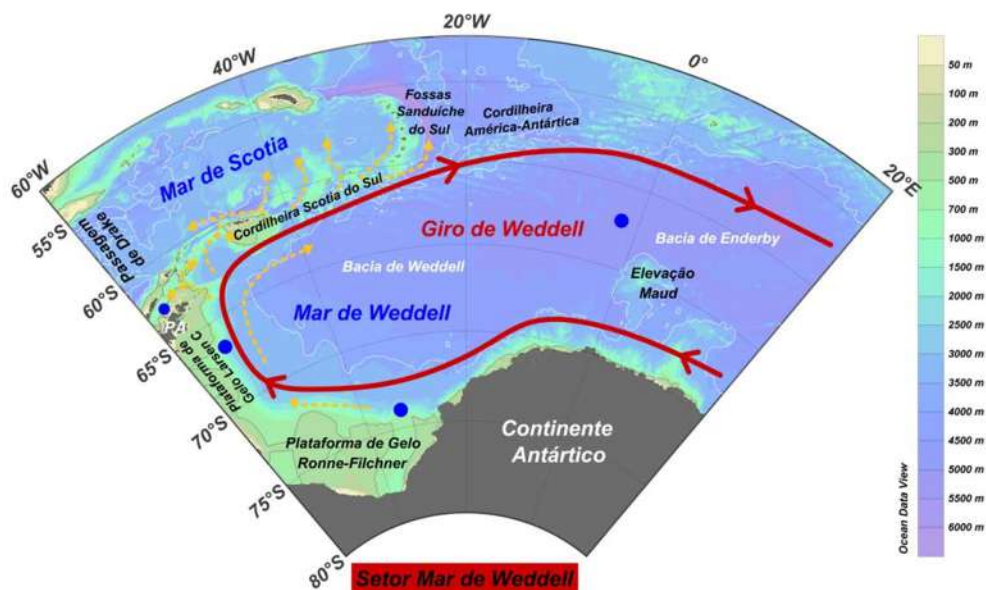 20°W
40°W
0°
60°W
20°E
Fossas
Sanduíche
do Sul
Cordilheira
América-Antártica
Mar de Scotia
55°S
Passagem
de Drake
Cordilheira Scotia do Sul
Giro de Weddell
Bacia de Enderby
Bacia de Weddell
Elevação
Maud
60°S
Mar de Weddell
PA
65°S
Plataforma de
Gelo Larsen C
70°S
Plataforma de Gelo
Ronne-Filchner
Continente
Antártico
75°S
80°S
Setor Mar de Weddell
50 m
100 m
200 m
300 m
500 m
700 m
1000 m
1500 m
2000 m
2500 m
3000 m
3500 m
4000 m
4500 m
5000 m
5500 m
6000 m
Ocean Data View